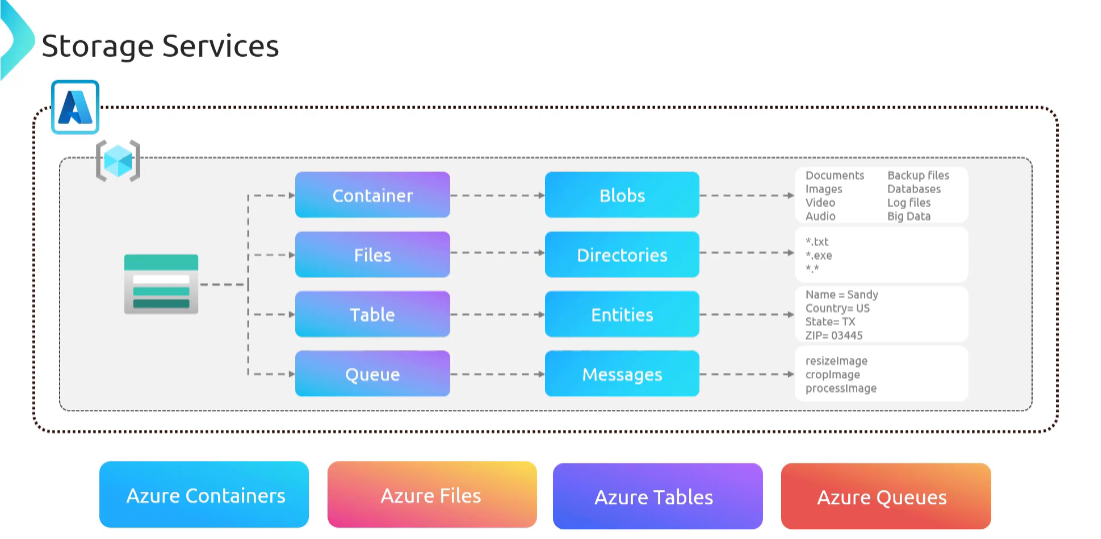 Storage Services
Container
Blobs
Documents
Images
Video
Audio
Backup files
Databases
Log files
Big Data
Files
Directories
*.txt
*.exe
*.*
Table
Entities
Name = Sandy
Country= US
State= TX
ZIP= 03445
Queue
Messages
resizeImage
cropImage
processImage
Azure Containers
Azure Files
Azure Tables
Azure Queues